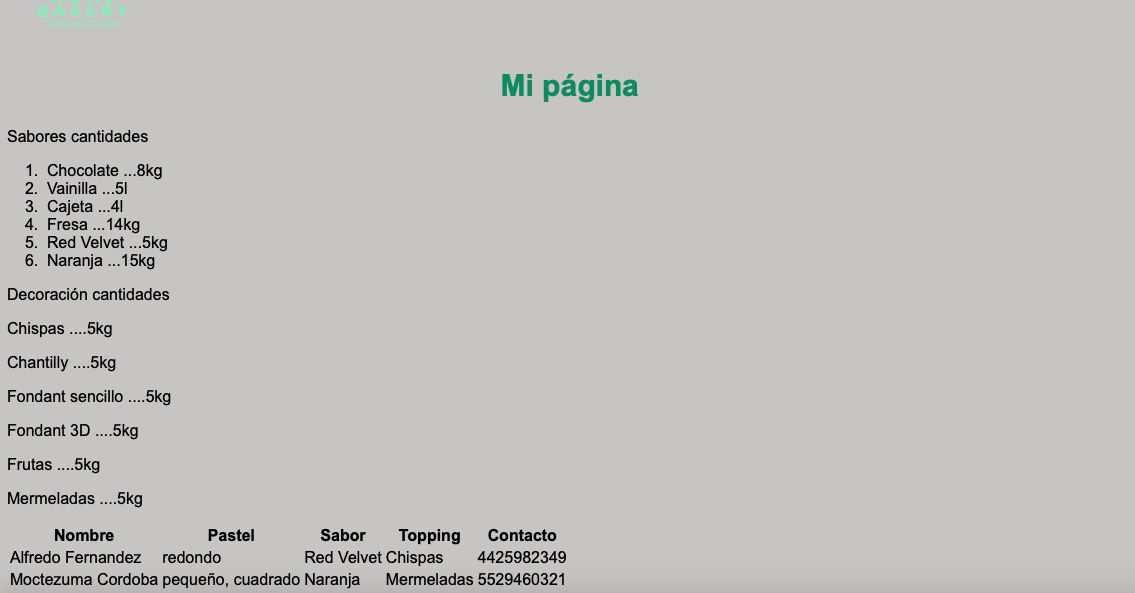 BAKERY
Mi página
Sabores cantidades
1. Chocolate ...8kg
2. Vainilla ...5l
3. Cajeta ...4l
4. Fresa ...14kg
5. Red Velvet ...5kg
6. Naranja ...15kg
Decoración cantidades
Chispas ....5kg
Chantilly ....5kg
Fondant sencillo ....5kg
Fondant 3D ....5kg
Frutas ....5kg
Mermeladas ....5kg
Nombre Pastel Sabor Topping Contacto
Alfredo Fernandez redondo Red Velvet Chispas 4425982349
Moctezuma Cordoba pequeño, cuadrado Naranja Mermeladas 5529460321